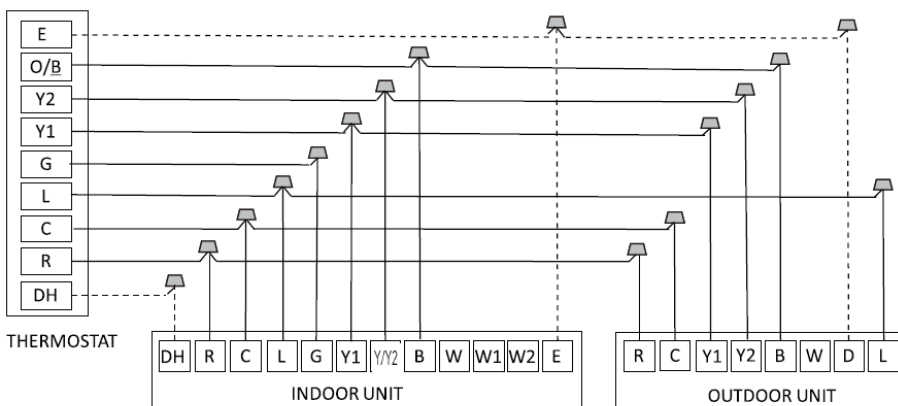 E
O/B
Y2
Y1
G
L
C
R
DH
THERMOSTAT
DH R C L G Y1 Y/Y2 B W W1 W2 E
INDOOR UNIT
R C Y1 Y2 B W D L
OUTDOOR UNIT